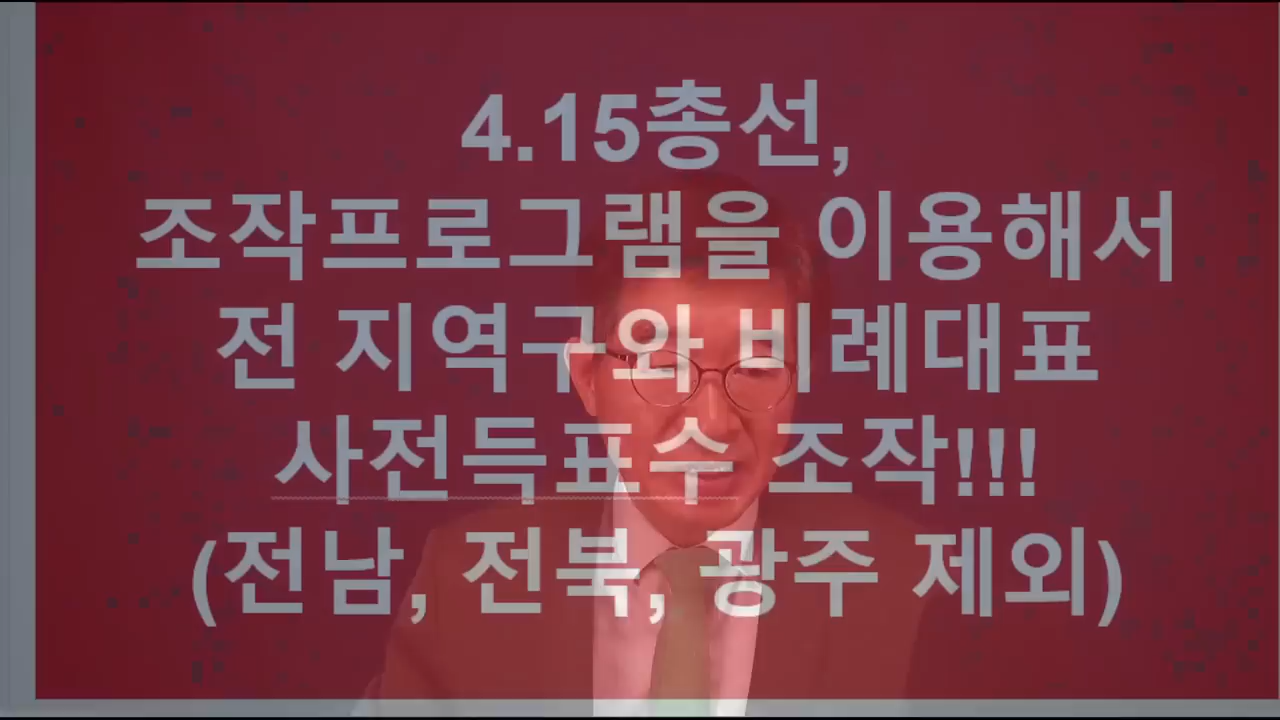 4.15총선,
조작프로그램을 이용해서
전 지역구와 비례대표
사전득표수 조작!!!
(전남, 전북, 광주 제외)